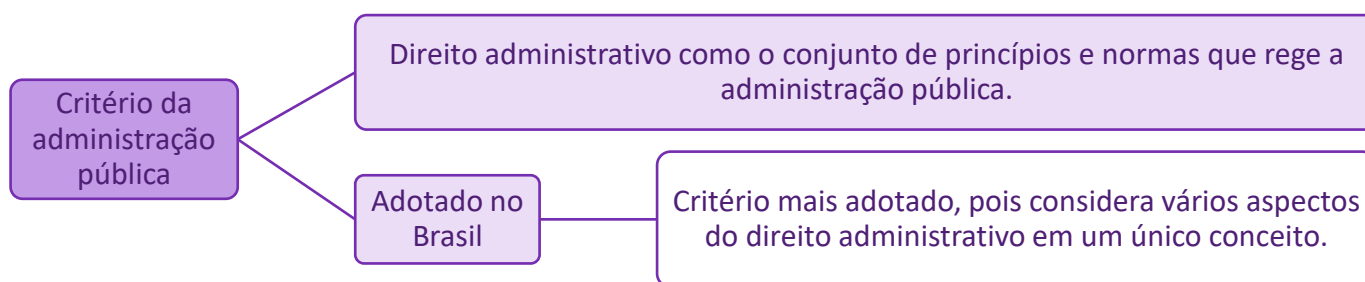 Direito administrativo como o conjunto de princípios e normas que rege a
administração pública.
Critério da
administração
pública
Adotado no
Brasil
Critério mais adotado, pois considera vários aspectos
do direito administrativo em um único conceito.